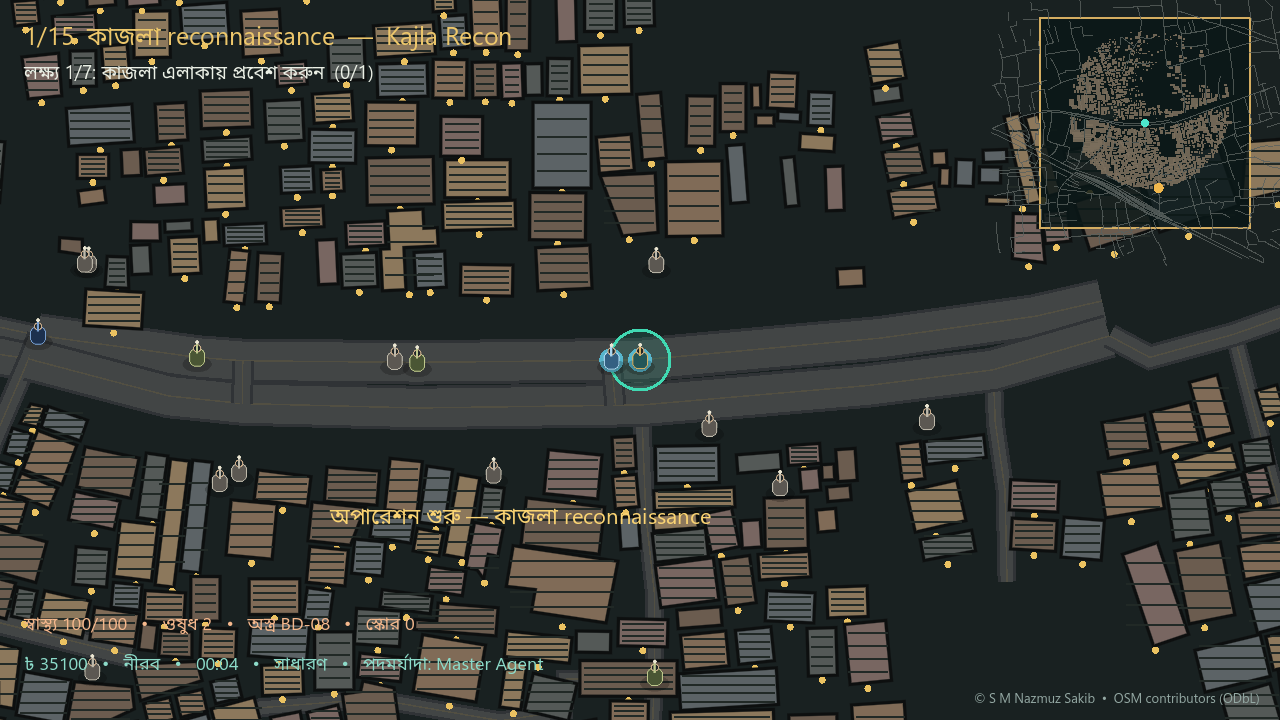 1/15 কাজলা reconnaissance — Kajla Recon
লক্ষ্য 1/7: কাজলা এলাকায় প্রবেশ করুন (0/1)
অপারেশন শুরু — কাজলা reconnaissance
স্বাস্থ্য 100/100 • ওষুধ 2 • অস্ত্র BD-08 • স্কোর 0
৳ 35100 • নীরব • 00:04 • সাধারণ • পদমর্যাদা: Master Agent
© S M Nazmuz Sakib • OSM contributors (ODbL)